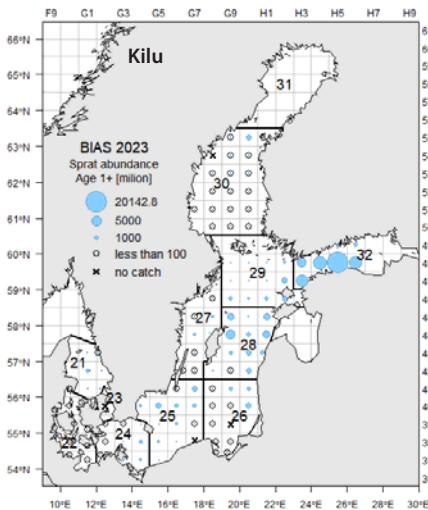 F9 G1 G3 G5 G7 G9 H1 H3 H5 H7 H9
66°N
65°N
64°N
63°N
62°N
61°N
60°N
59°N
58°N
57°N
56°N
55°N
54°N
Kilu
BIAS 2023
Sprat abundance
Age 1+ [milion]
20142.8
5000
1000
less than 100
no catch
31
30
29
32
27
28
21
23
25
26
24
22
10°E 12°E 14°E 16°E 18°E 20°E 22°E 24°E 26°E 28°E 30°E